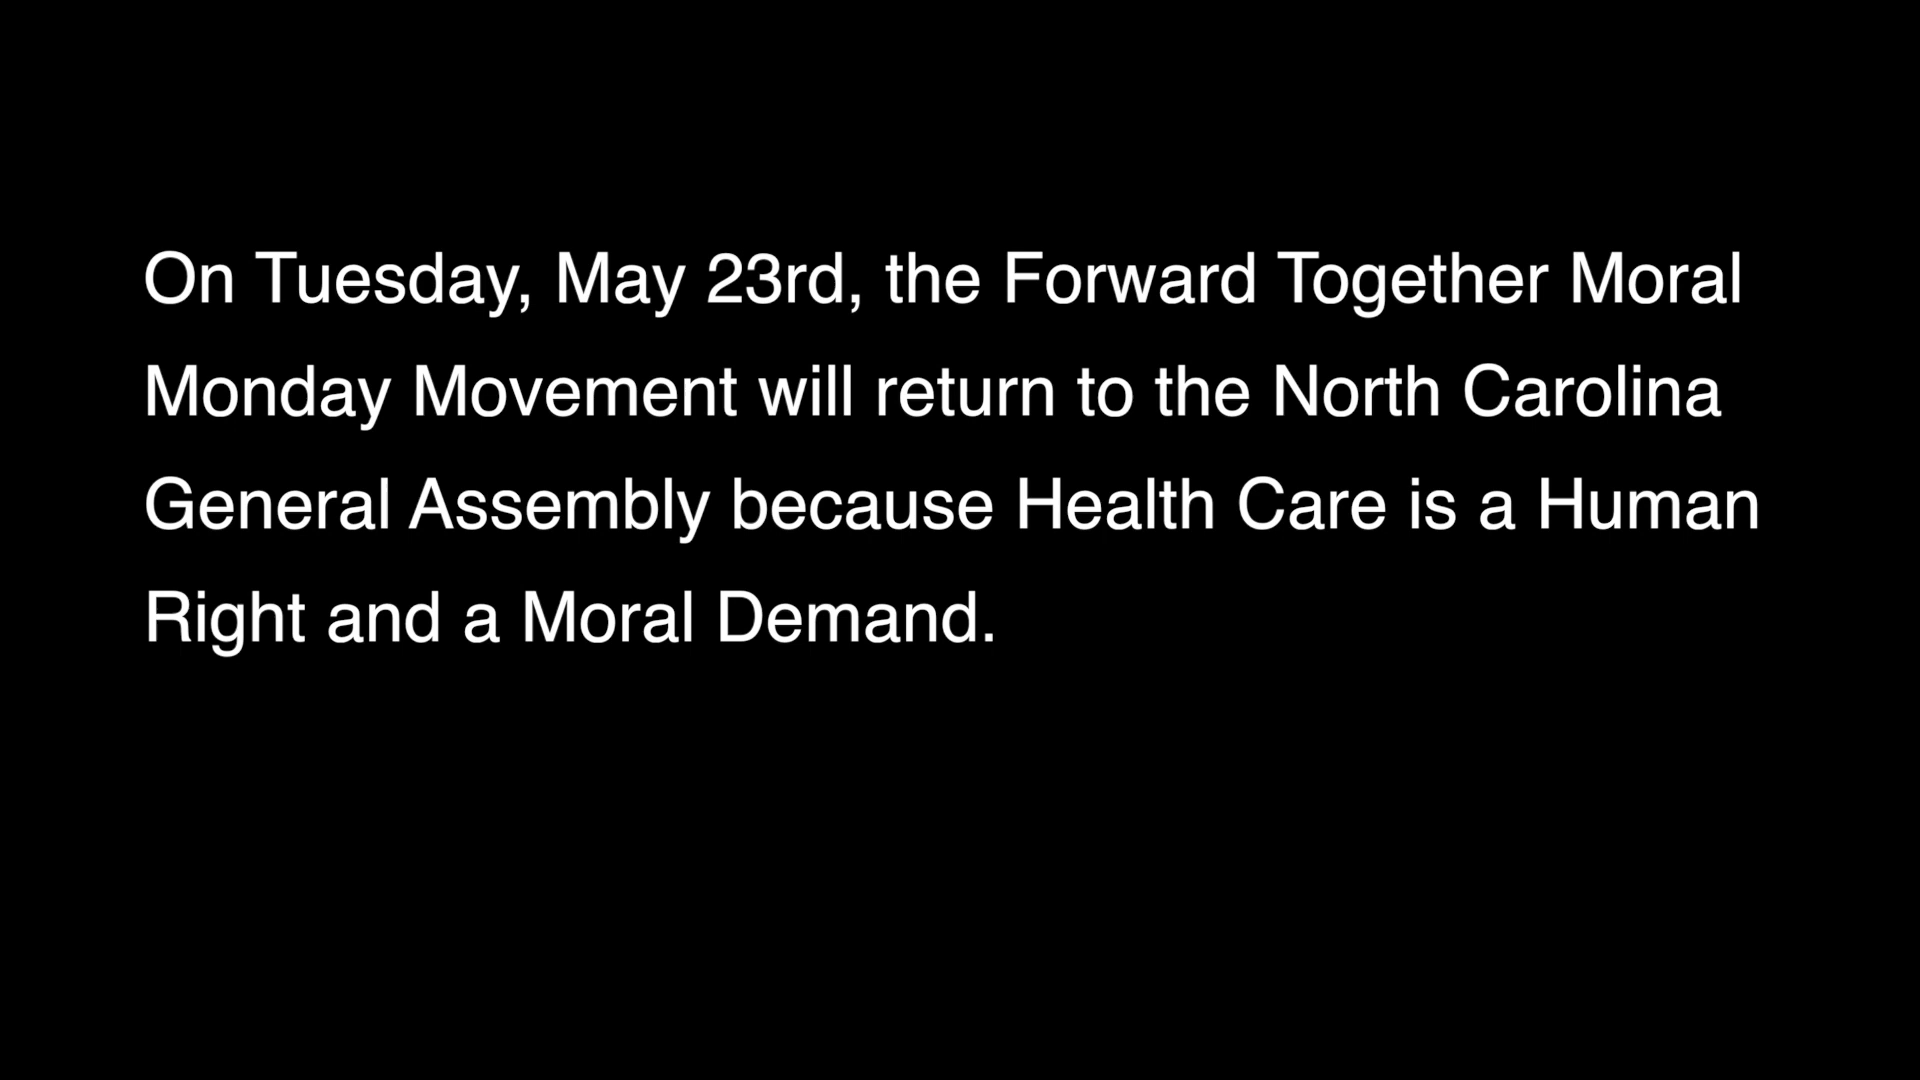 On Tuesday, May 23rd, the Forward Together Moral
Monday Movement will return to the North Carolina
General Assembly because Health Care is a Human
Right and a Moral Demand.